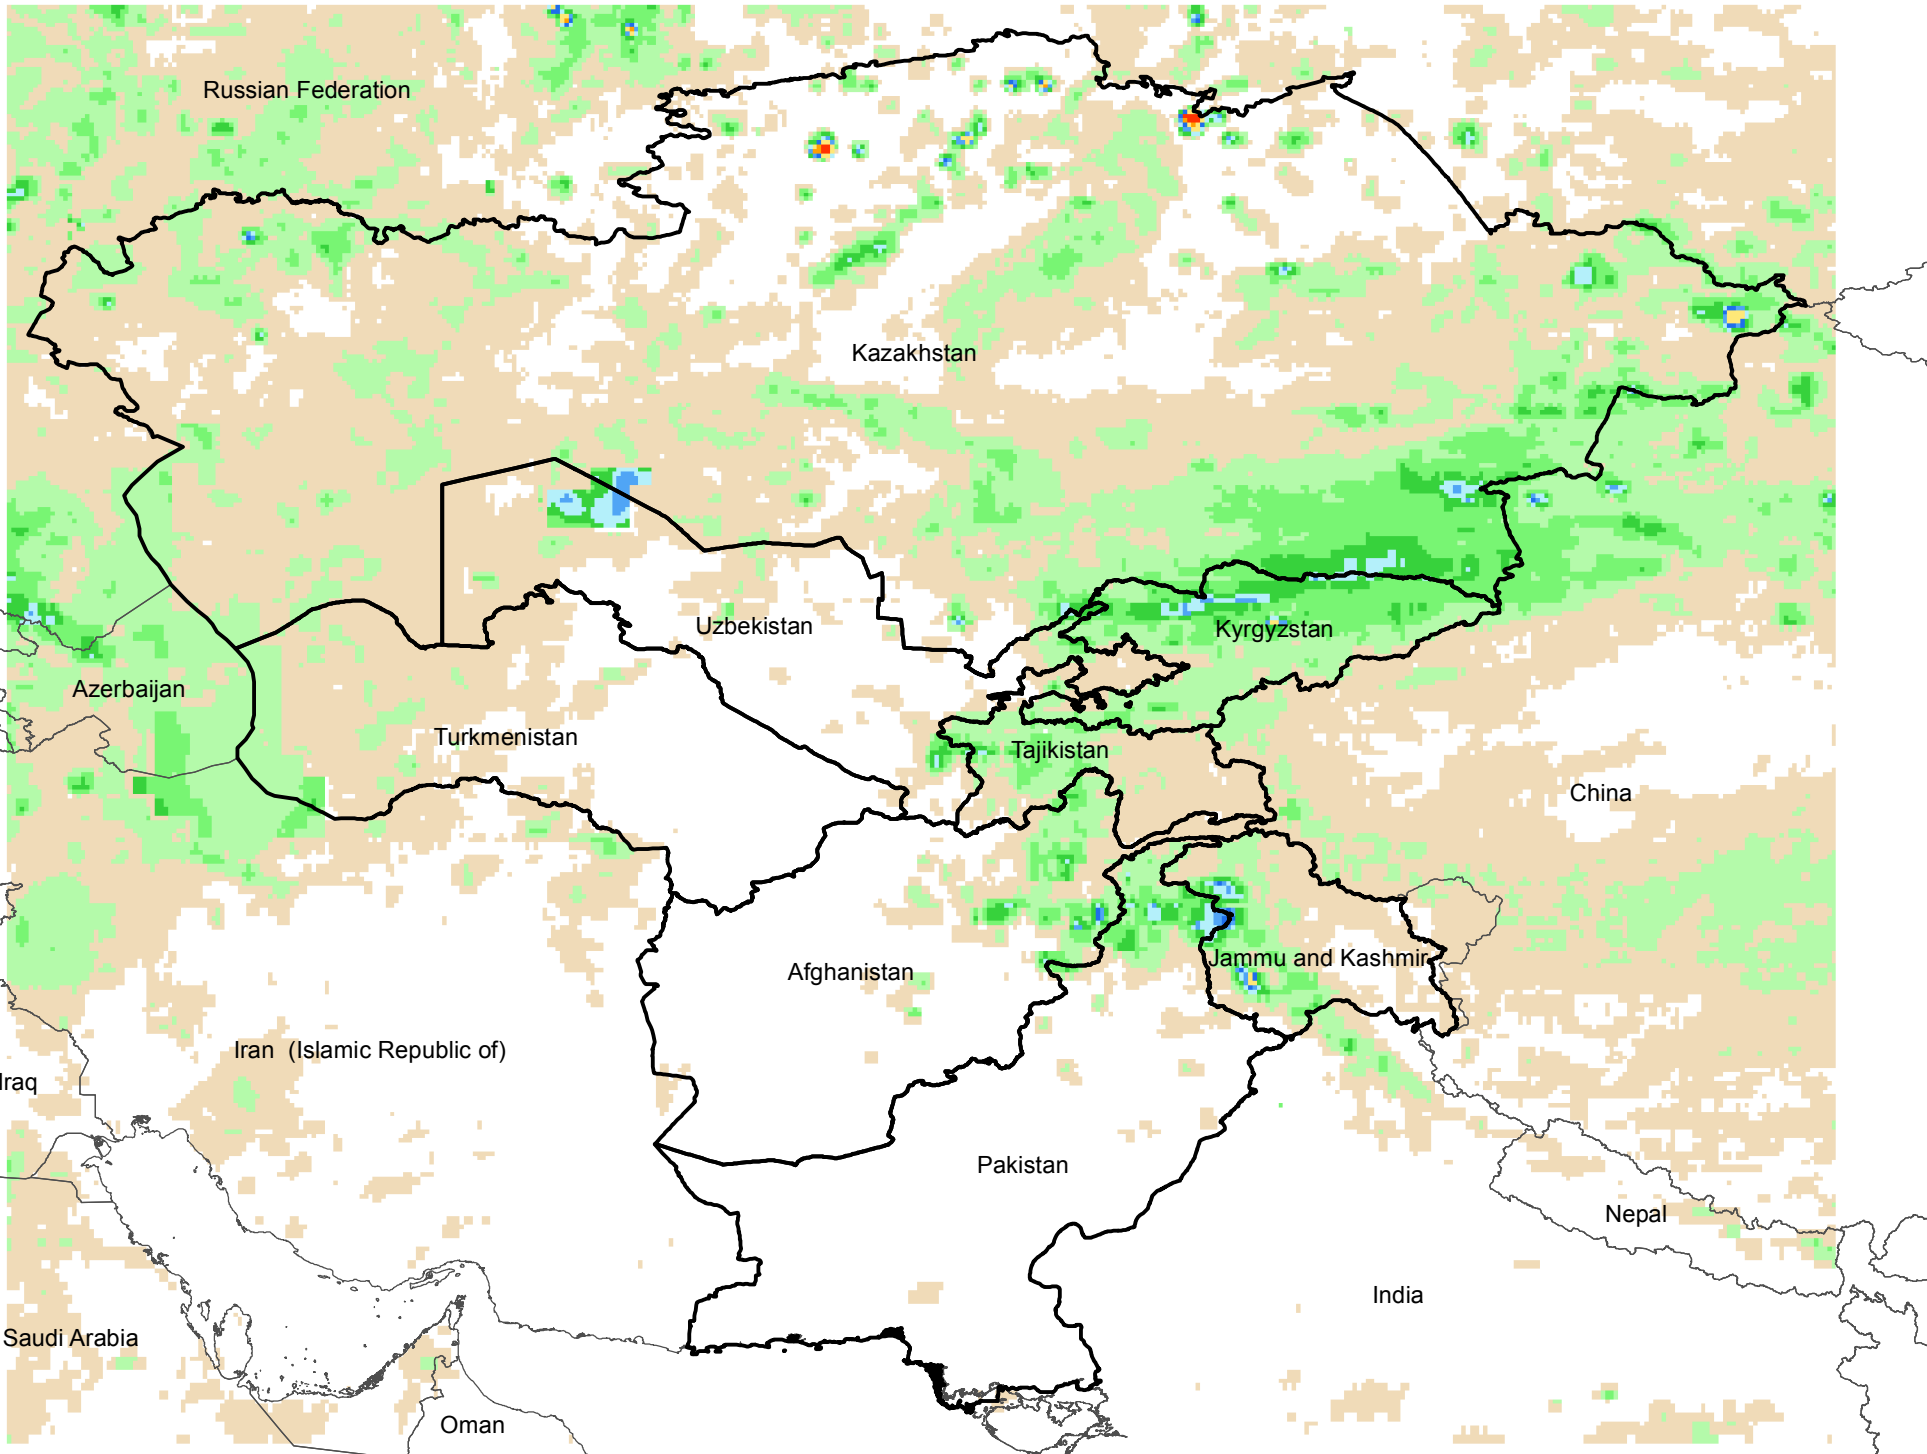 Russian Federation
Kazakhstan
Uzbekistan
Kyrgyzstan
Azerbaijan
Turkmenistan
Tajikistan
China
Afghanistan
Jammu and Kashmir
Iran  (Islamic Republic of)
Iraq
Pakistan
Nepal
India
Saudi Arabia
Oman